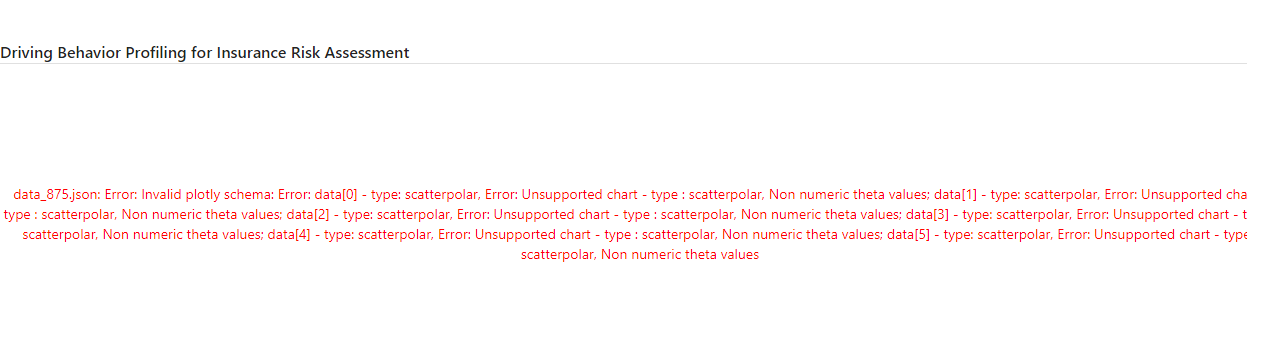 Driving Behavior Profiling for Insurance Risk Assessment
data_875.json: Error: Invalid plotly schema: Error: data[0] - type: scatterpolar, Error: Unsupported chart - type : scatterpolar, Non numeric theta values; data[1] - type: scatterpolar, Error: Unsupported cha
type : scatterpolar, Non numeric theta values; data[2] - type: scatterpolar, Error: Unsupported chart - type : scatterpolar, Non numeric theta values; data[3] - type: scatterpolar, Error: Unsupported chart - t
scatterpolar, Non numeric theta values; data[4] - type: scatterpolar, Error: Unsupported chart - type : scatterpolar, Non numeric theta values; data[5] - type: scatterpolar, Error: Unsupported chart - type
scatterpolar, Non numeric theta values